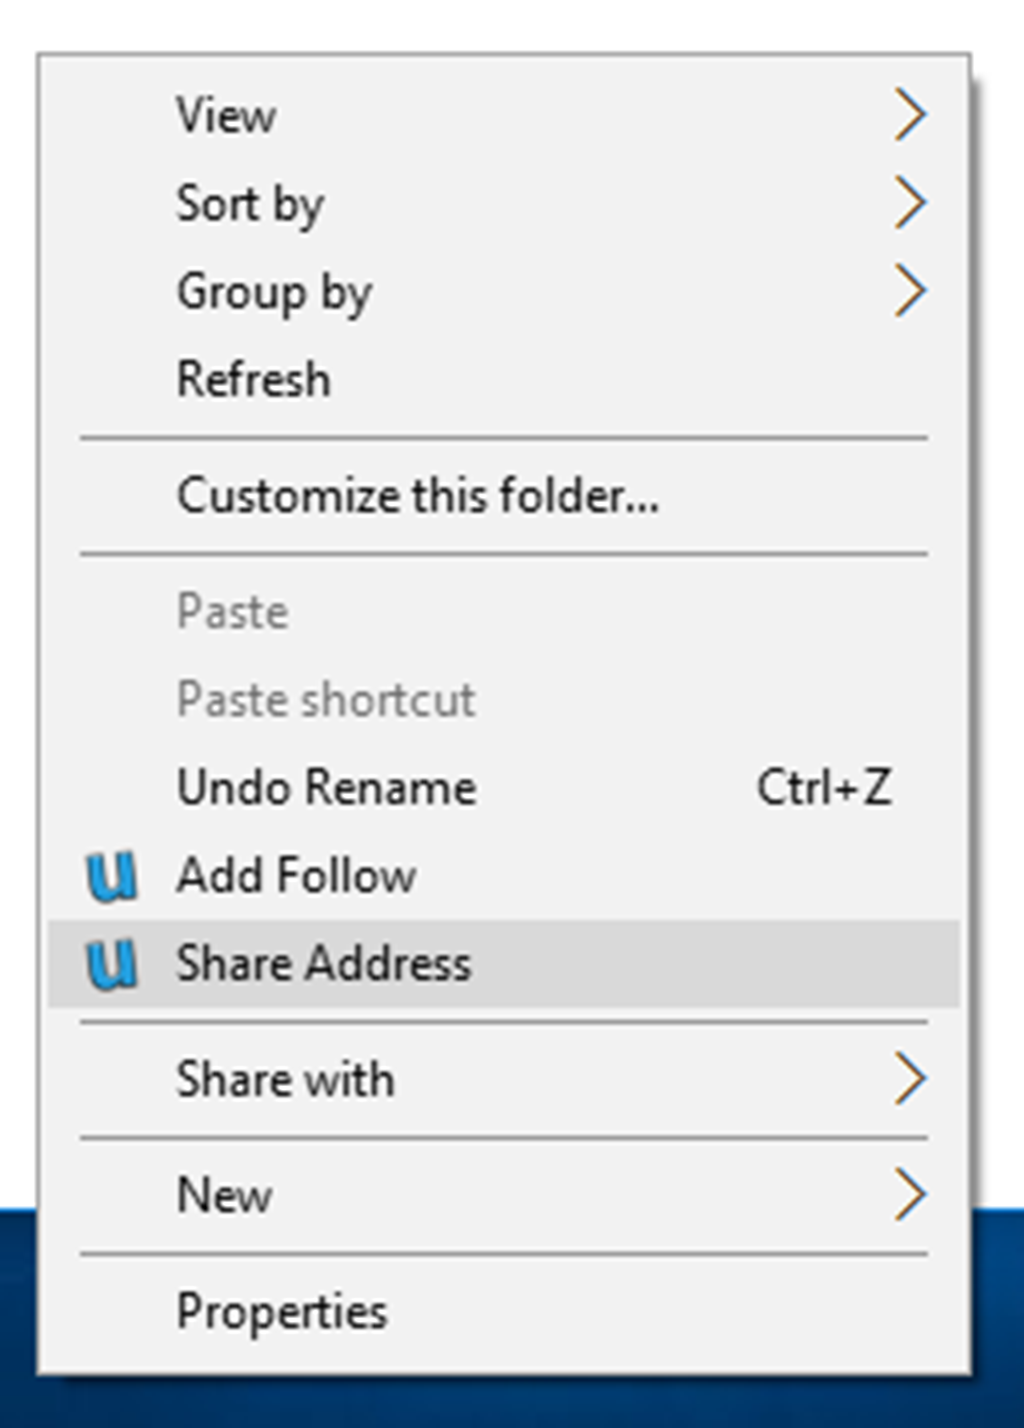 View
Sort by
Group by
Refresh
Customize this folder...
Paste
Paste shortcut
Undo Rename Ctrl+Z
u Add Follow
u Share Address
Share with
New
Properties